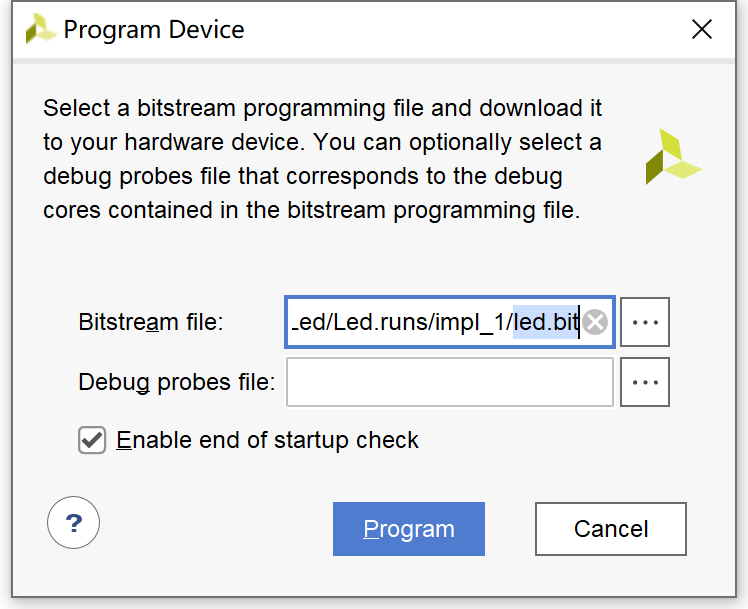 Program Device
Select a bitstream programming file and download it
to your hardware device. You can optionally select a
debug probes file that corresponds to the debug
cores contained in the bitstream programming file.
Bitstream file: _ed/Led.runs/impl_1/led.bit ...
Debug probes file: ...
Enable end of startup check
? Program Cancel